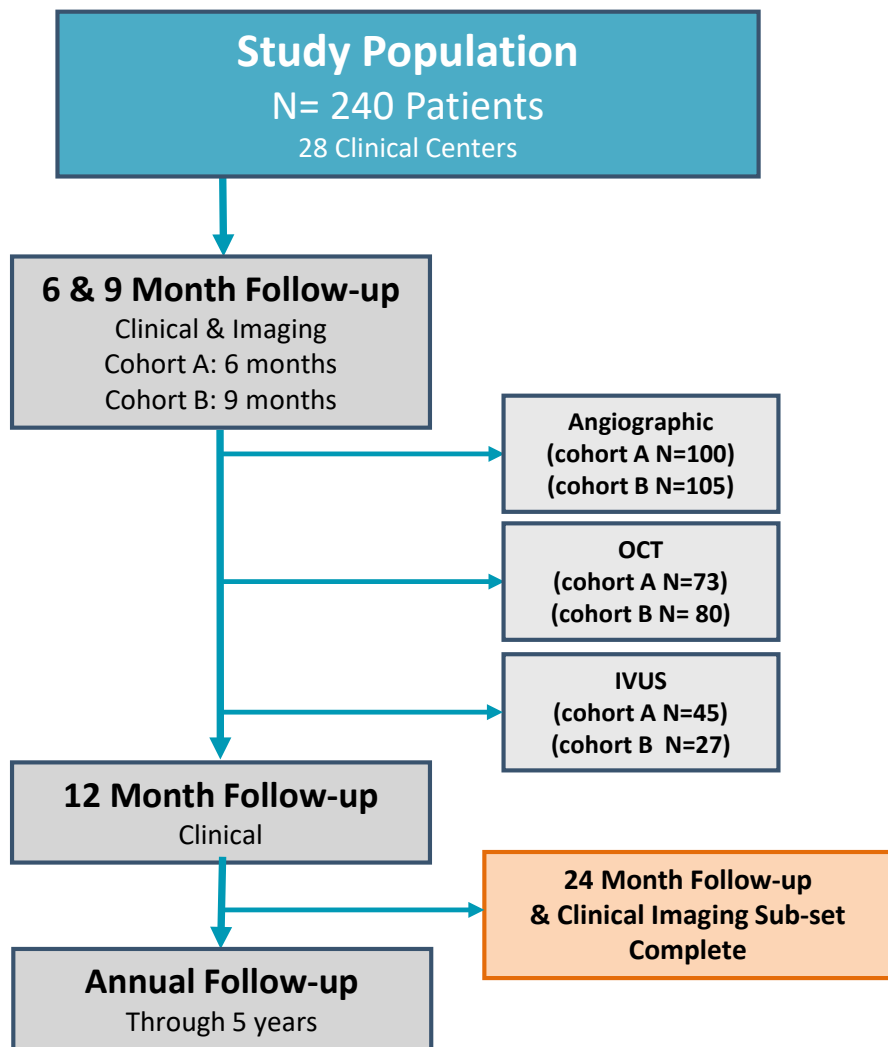 Study Population
N= 240 Patients
28 Clinical Centers
6 & 9 Month Follow-up
Clinical & Imaging
Cohort A: 6 months
Cohort B: 9 months
Angiographic
(cohort A N=100)
(cohort B N=105)
OCT
(cohort A N=73)
(cohort B N= 80)
IVUS
(cohort A N=45)
(cohort B  N=27)
12 Month Follow-up
Clinical
24 Month Follow-up
& Clinical Imaging Sub-set
Complete
Annual Follow-up
Through 5 years